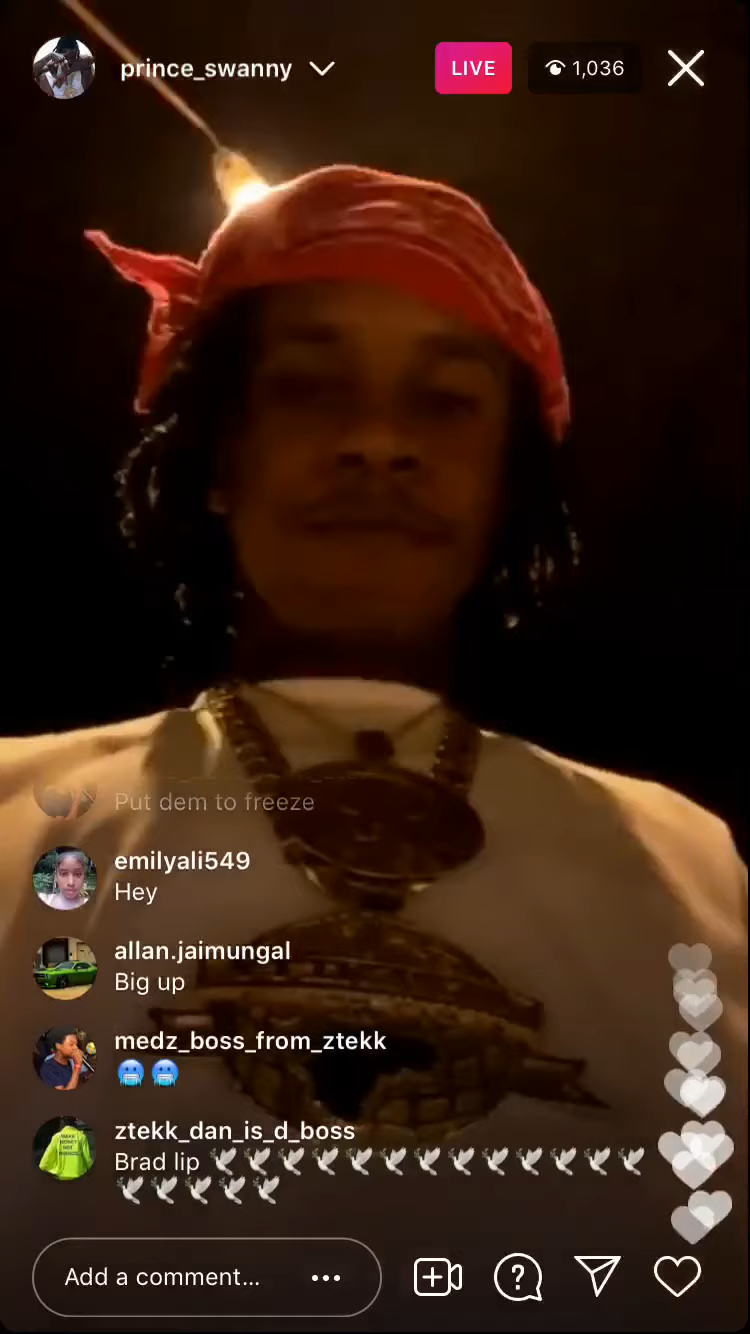 prince_swanny
LIVE
1,036
Put dem to freeze
emilyali549
Hey
allan.jaimungal
Big up
medz_boss_from_ztekk
🥶🥶
ztekk_dan_is_d_boss
Brad lip 🕊🕊🕊🕊🕊🕊🕊🕊🕊🕊🕊🕊🕊
🕊🕊🕊🕊🕊
Add a comment...